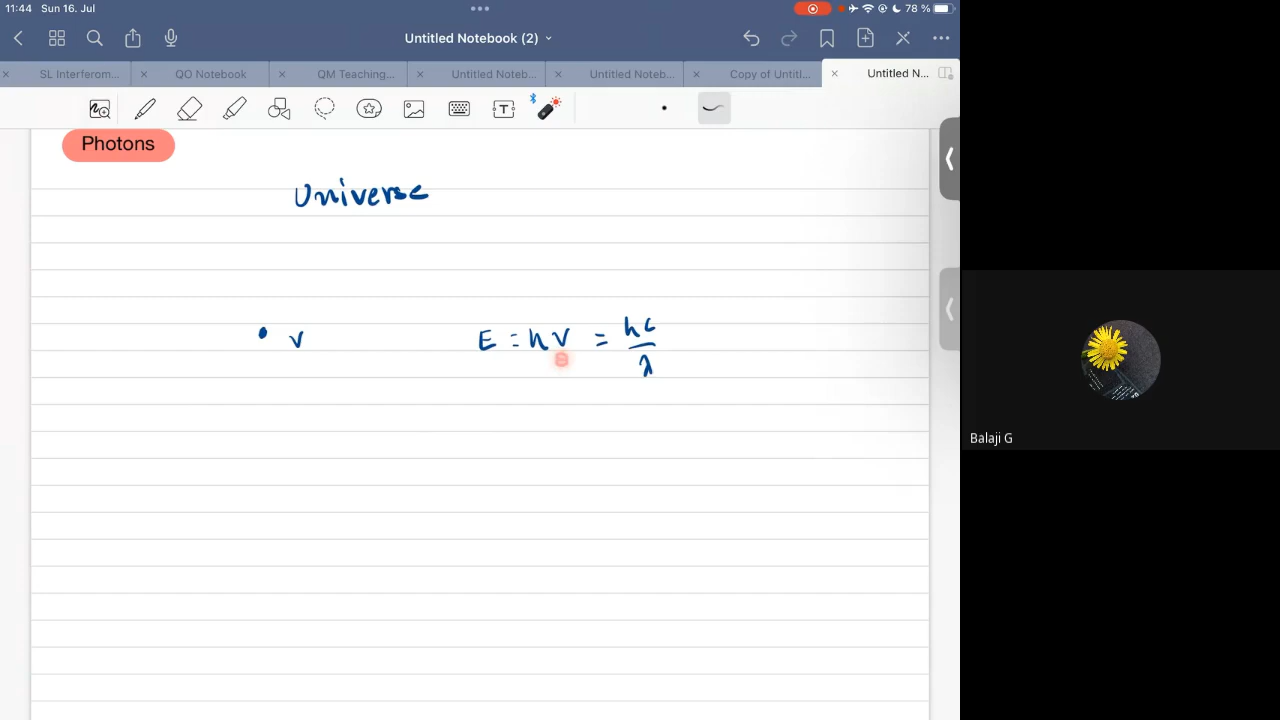 11:44 Sun 16. Jul
78 %
Untitled Notebook (2)
SL Interferom... QO Notebook QM Teaching... Untitled Noteb... Untitled Noteb... Copy of Untitl... Untitled N...
Photons
Universe
ν E = hν = hc/λ
Balaji G